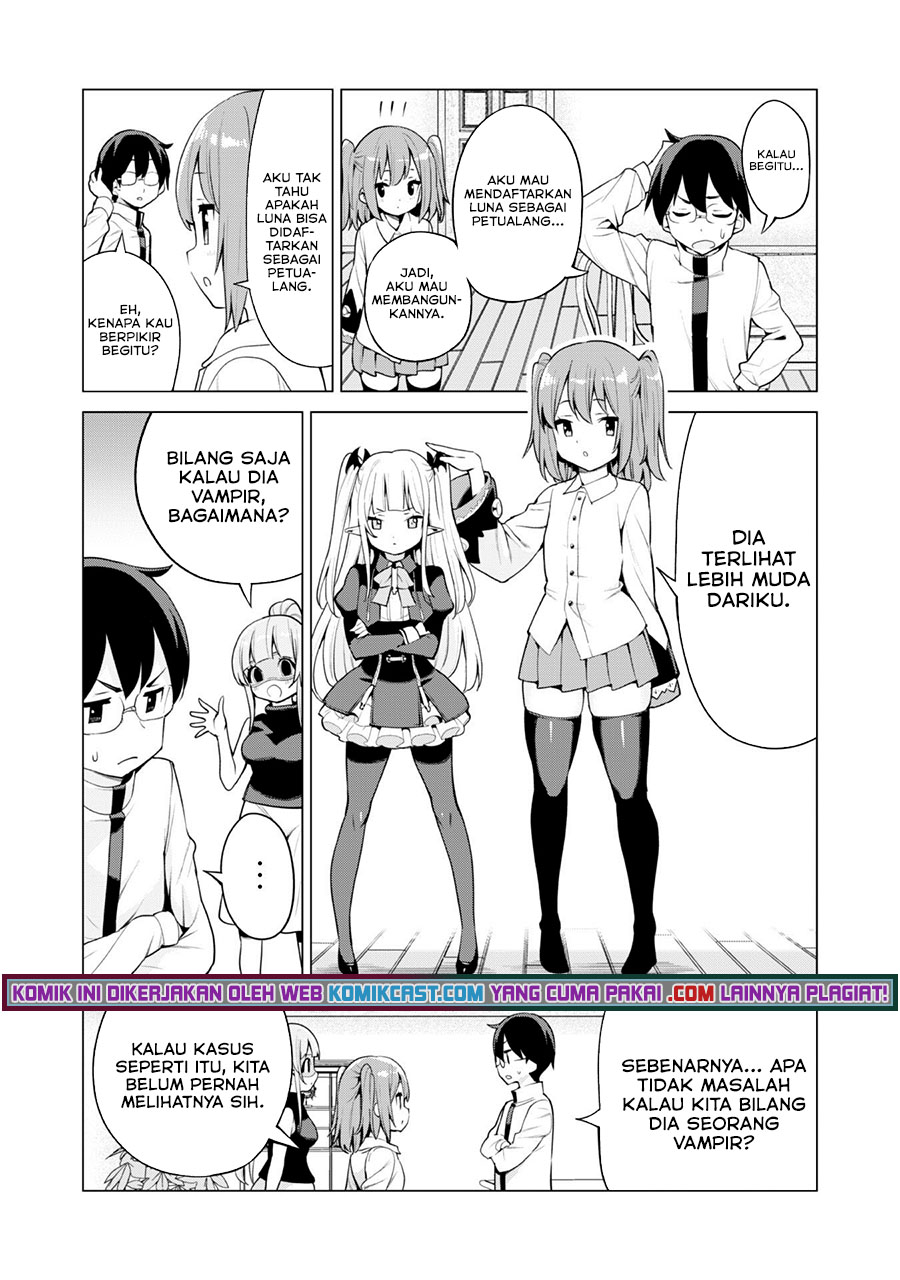 KALAU
BEGITU...
AKU MAU
MENDAFTARKAN
LUNA SEBAGAI
PETUALANG...
JADI,
AKU MAU
MEMBANGUN-
KANNYA.
AKU TAK
TAHU
APAKAH
LUNA BISA
DIDAF-
TARKAN
SEBAGAI
PETUA-
LANG.
EH,
KENAPA KAU
BERPIKIR
BEGITU?
DIA
TERLIHAT
LEBIH MUDA
DARIKU.
BILANG SAJA
KALAU DIA
VAMPIR,
BAGAIMANA?
...
KOMIK INI DIKERJAKAN OLEH WEB KOMIKCAST.COM YANG CUMA PAKAI .COM LAINNYA PLAGIAT!
SEBENARNYA... APA
TIDAK MASALAH
KALAU KITA BILANG
DIA SEORANG
VAMPIR?
KALAU KASUS
SEPERTI ITU, KITA
BELUM PERNAH
MELIHATNYA SIH.